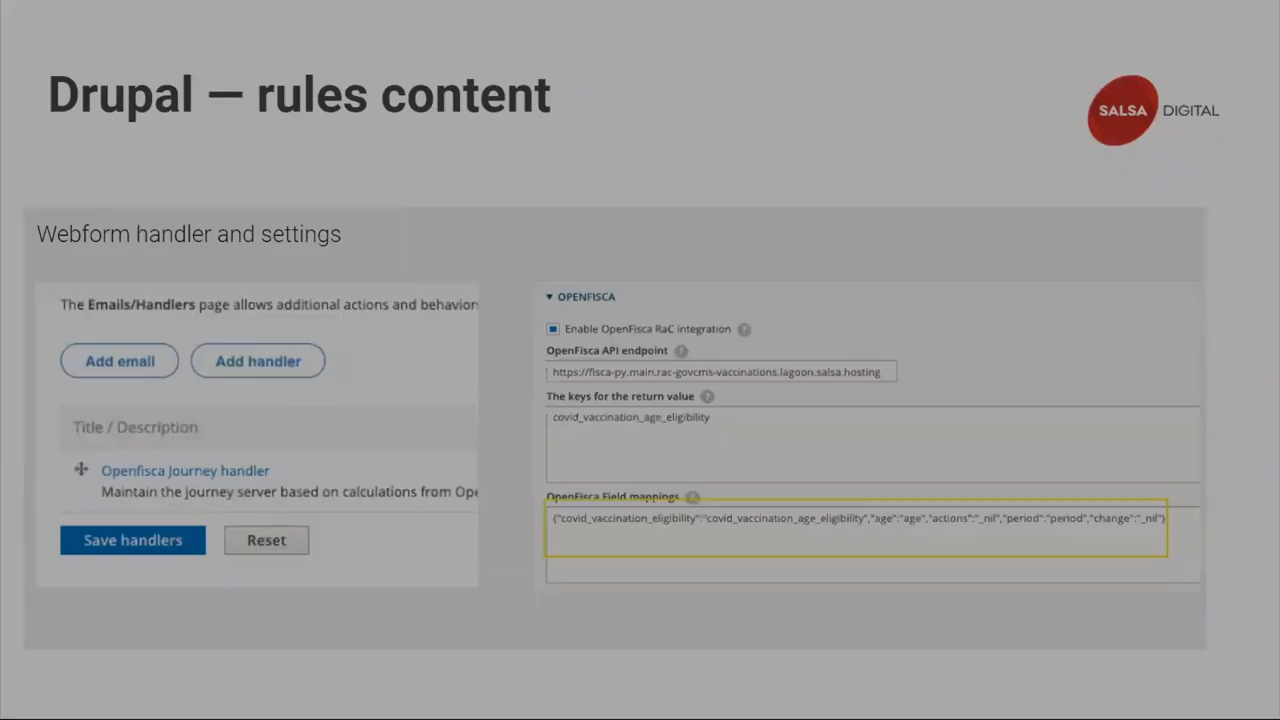 Drupal — rules content
SALSA DIGITAL
Webform handler and settings
The Emails/Handlers page allows additional actions and behavior
Add email
Add handler
Title / Description
Openfisca Journey handler
Maintain the journey server based on calculations from Ope
Save handlers
Reset
▼ OPENFISCA
Enable OpenFisca RaC integration ?
OpenFisca API endpoint ?
https://fisca-py.main.rac-govcms-vaccinations.lagoon.salsa.hosting
The keys for the return value ?
covid_vaccination_age_eligibility
OpenFisca Field mappings ?
{"covid_vaccination_eligibility":"covid_vaccination_age_eligibility","age":"age","actions":"_nil","period":"period","change":"_nil"}